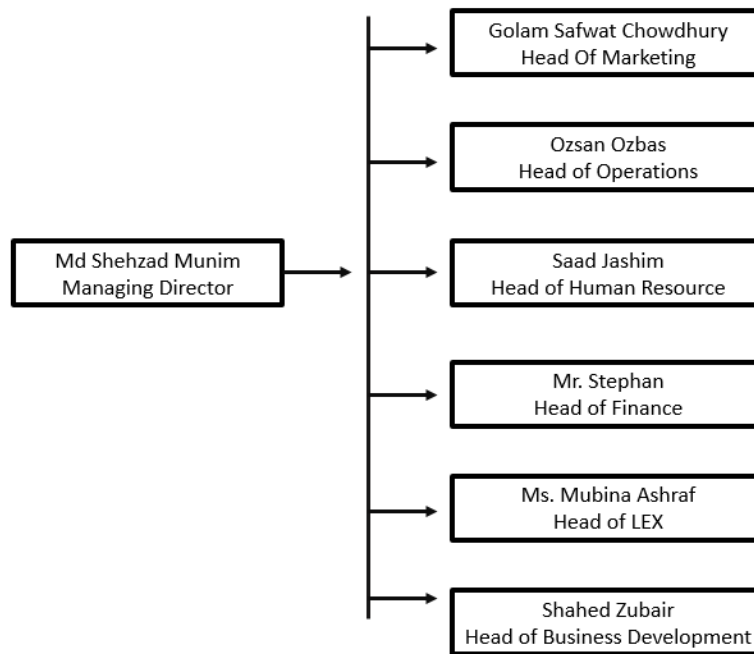 Golam Safwat Chowdhury
Head Of Marketing
Ozsan Ozbas
Head of Operations
Md Shehzad Munim
Managing Director
Saad Jashim
Head of Human Resource
Mr. Stephan
Head of Finance
Ms. Mubina Ashraf
Head of LEX
Shahed Zubair
Head of Business Development